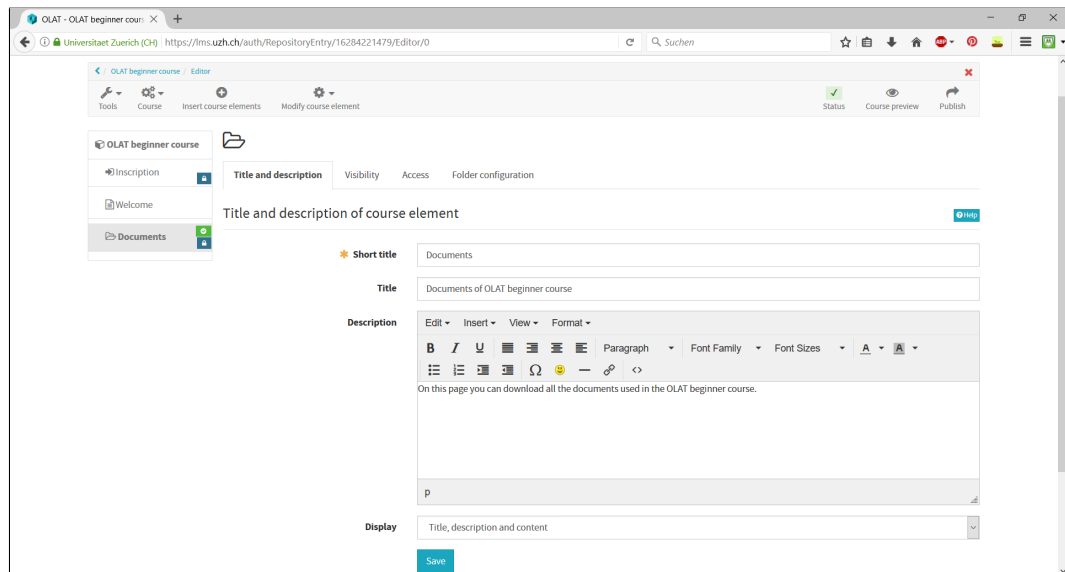 OLAT - OLAT beginner cours
Universitaet Zuerich (CH) https://lms.uzh.ch/auth/RepositoryEntry/16284221479/Editor/0 Suchen ABP
/ OLAT beginner course / Editor
Tools Course Insert course elements Modify course element Status Course preview Publish
OLAT beginner course
Inscription
Welcome
Documents
Title and description Visibility Access Folder configuration
Title and description of course element Help
Short title Documents
Title Documents of OLAT beginner course
Description Edit Insert View Format
B I U Paragraph Font Family Font Sizes A A
Ω <>
On this page you can download all the documents used in the OLAT beginner course.
p
Display Title, description and content
Save